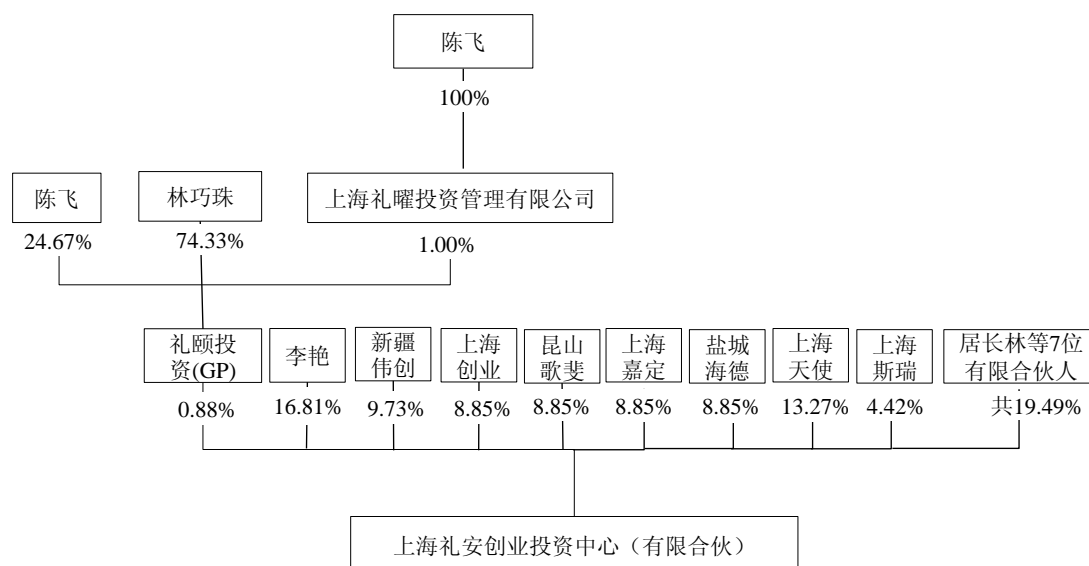 陈飞
100%
陈飞
林巧珠
上海礼曜投资管理有限公司
24.67%
74.33%
1.00%
礼颐投
资(GP)
李艳
新疆
伟创
上海
创业
昆山
歌斐
上海
嘉定
盐城
海德
上海
天使
上海
斯瑞
居长林等7位
有限合伙人
0.88%
16.81%
9.73%
8.85%
8.85%
8.85%
8.85%
13.27%
4.42%
共19.49%
上海礼安创业投资中心（有限合伙）